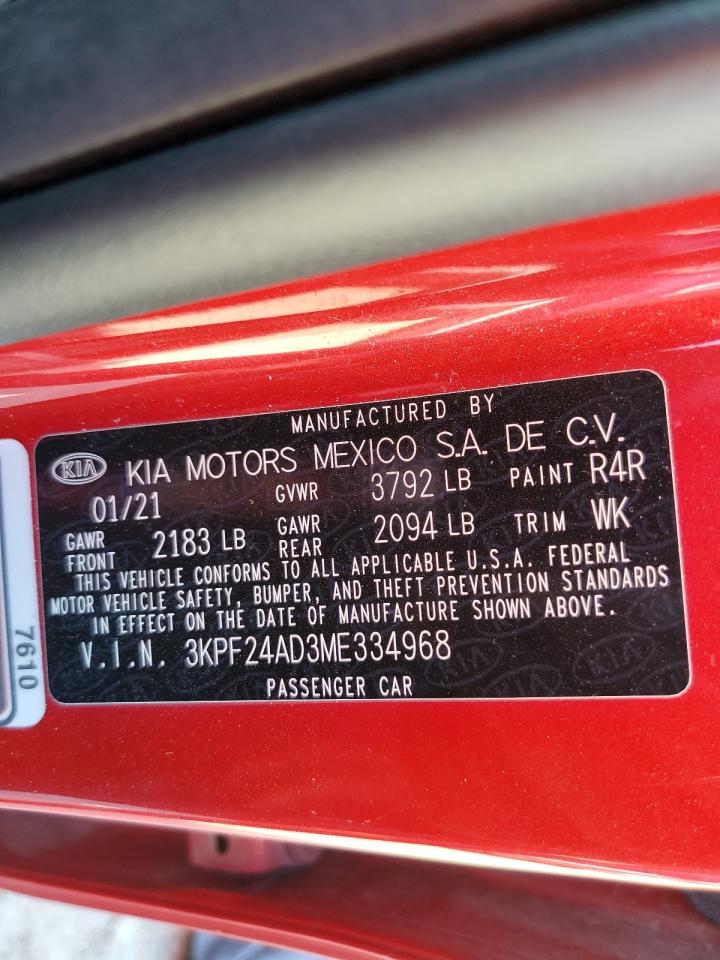 MANUFACTURED BY
KIA KIA MOTORS MEXICO S.A. DE C.V.
01/21 GVWR 3792 LB PAINT R4R
GAWR FRONT 2183 LB GAWR REAR 2094 LB TRIM WK
THIS VEHICLE CONFORMS TO ALL APPLICABLE U.S.A. FEDERAL
MOTOR VEHICLE SAFETY, BUMPER, AND THEFT PREVENTION STANDARDS
IN EFFECT ON THE DATE OF MANUFACTURE SHOWN ABOVE.
V.I.N. 3KPF24AD3ME334968
PASSENGER CAR
7610